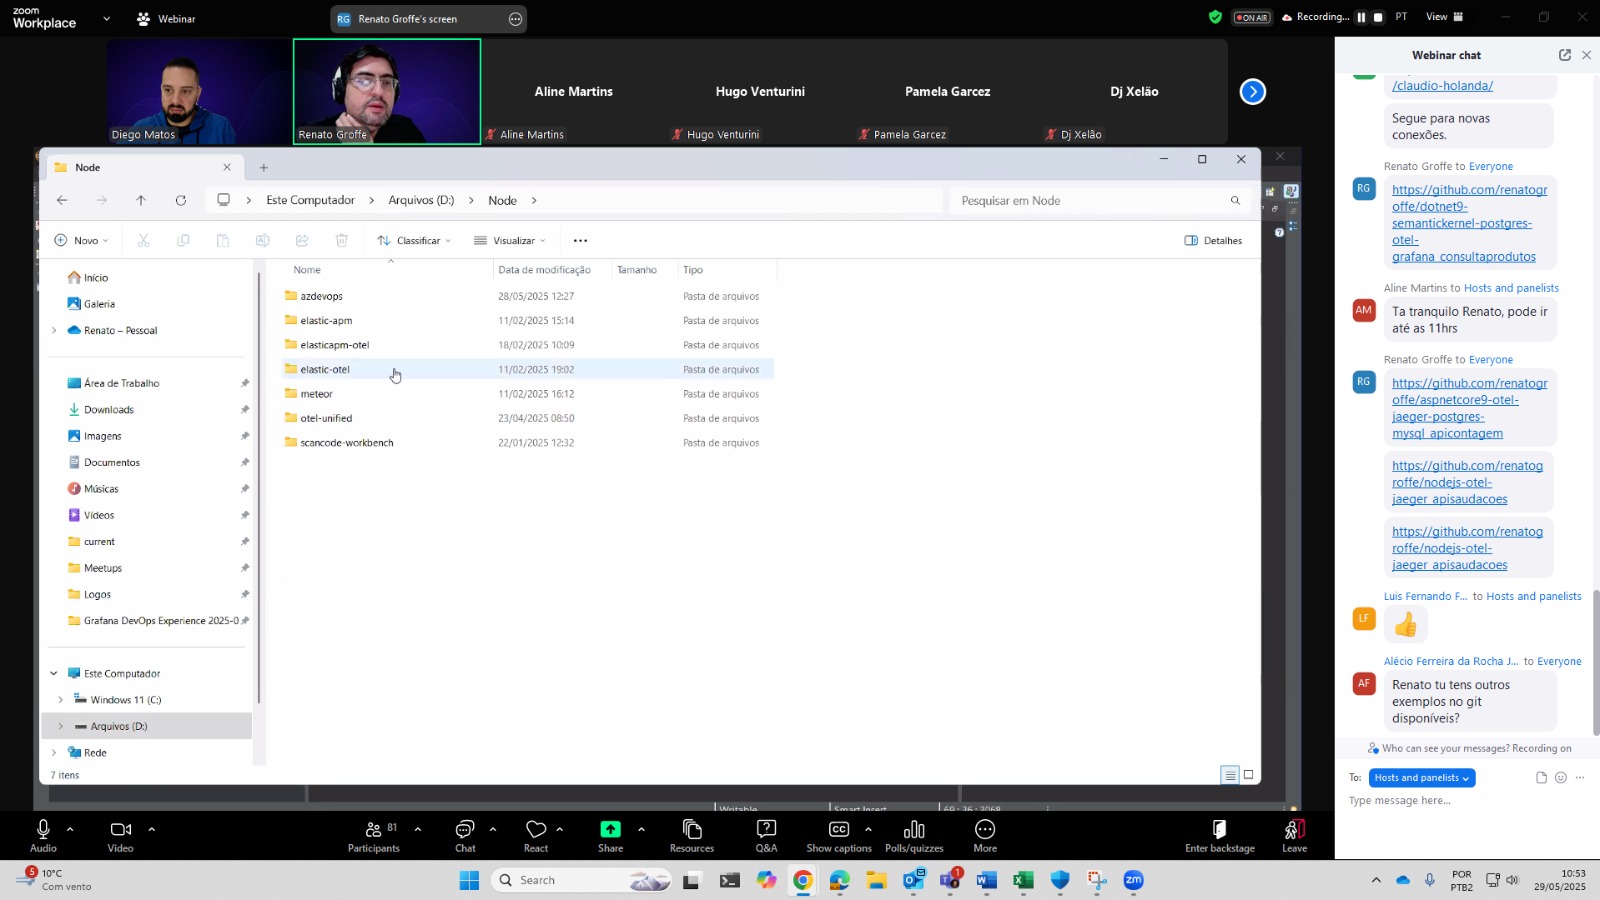 zoom
Workplace
Webinar
RG Renato Groffe's screen
ON AIR
Recording...
PT
View
Diego Matos
Renato Groffe
Aline Martins
Aline Martins
Hugo Venturini
Hugo Venturini
Pamela Garcez
Pamela Garcez
Dj Xelão
Dj Xelão
Node
Este Computador > Arquivos (D:) > Node >
Pesquisar em Node
Novo
Classificar
Visualizar
Detalhes
Nome Data de modificação Tamanho Tipo
azdevops 28/05/2025 12:27 Pasta de arquivos
elastic-apm 11/02/2025 15:14 Pasta de arquivos
elasticapm-otel 18/02/2025 10:09 Pasta de arquivos
elastic-otel 11/02/2025 19:02 Pasta de arquivos
meteor 11/02/2025 16:12 Pasta de arquivos
otel-unified 23/04/2025 08:50 Pasta de arquivos
scancode-workbench 22/01/2025 12:32 Pasta de arquivos
Início
Galeria
Renato – Pessoal
Área de Trabalho
Downloads
Imagens
Documentos
Músicas
Vídeos
current
Meetups
Logos
Grafana DevOps Experience 2025-0
Este Computador
Windows 11 (C:)
Arquivos (D:)
Rede
7 itens
Writable
Smart Insert
69 : 36 : 3068
Webinar chat
/claudio-holanda/
Segue para novas
conexões.
Renato Groffe to Everyone
RG
https://github.com/renatogr
offe/dotnet9-
semantickernel-postgres-
otel-
grafana_consultaprodutos
Aline Martins to Hosts and panelists
AM
Ta tranquilo Renato, pode ir
até as 11hrs
Renato Groffe to Everyone
RG
https://github.com/renatogr
offe/aspnetcore9-otel-
jaeger-postgres-
mysql_apicontagem
https://github.com/renatog
roffe/nodejs-otel-
jaeger_apisaudacoes
https://github.com/renatog
roffe/nodejs-otel-
jaeger_apisaudacoes
Luis Fernando F... to Hosts and panelists
LF
Alécio Ferreira da Rocha J... to Everyone
AF
Renato tu tens outros
exemplos no git
disponíveis?
Who can see your messages? Recording on
To: Hosts and panelists
Type message here...
Audio
Video
81
Participants
Chat
React
Share
Resources
Q&A
CC
Show captions
Polls/quizzes
More
Enter backstage
Leave
5
10°C
Com vento
Search
1
zm
POR
PTB2
10:53
29/05/2025